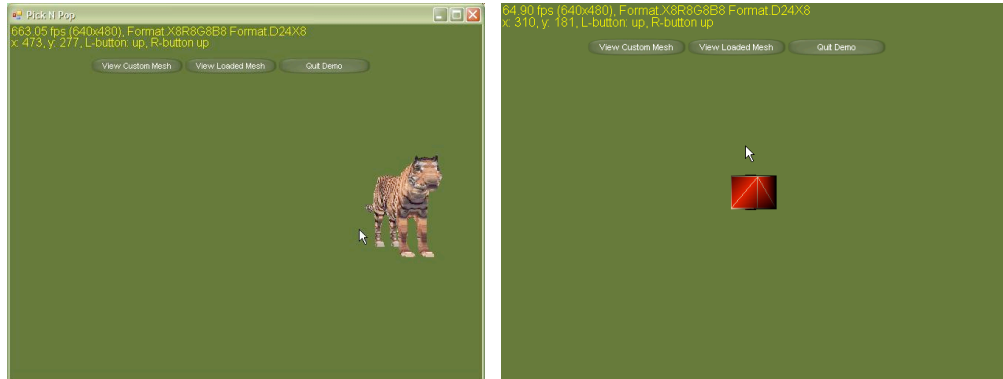 Pick N Pop
663.05 fps (640x480), Format.X8R8G8B8 Format.D24X8
x: 473, y: 277, L-button: up, R-button up
View Custom Mesh View Loaded Mesh Quit Demo
64.90 fps (640x480), Format.X8R8G8B8 Format.D24X8
x: 310, y: 181, L-button: up, R-button up
View Custom Mesh View Loaded Mesh Quit Demo